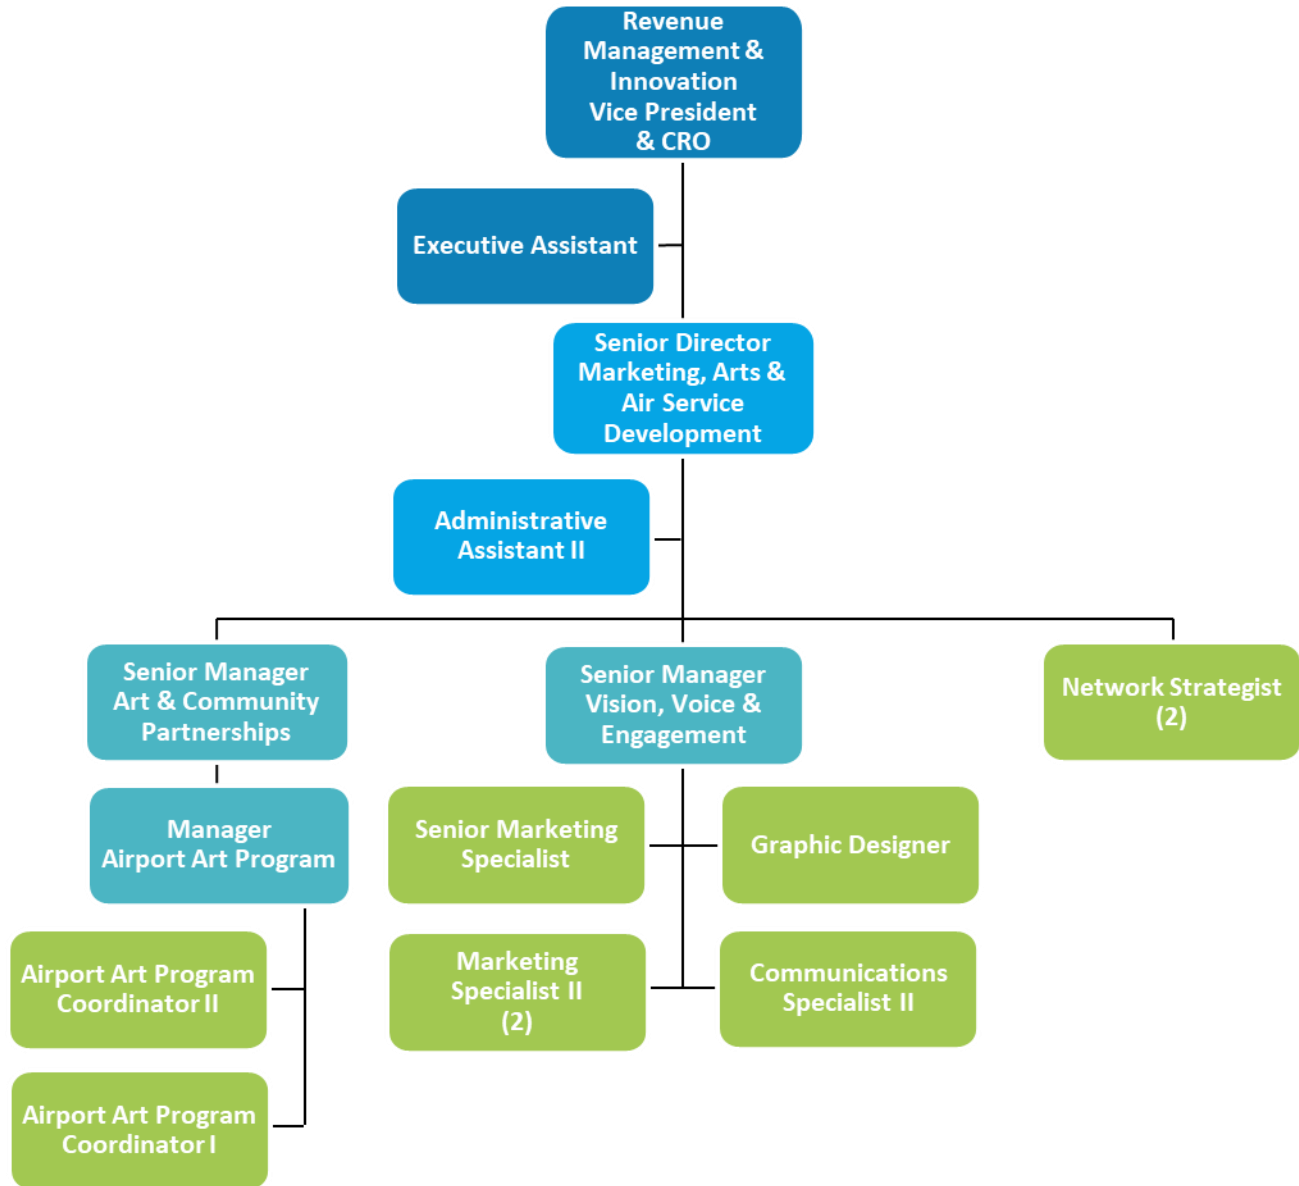 Revenue
Management &
Innovation
Vice President
& CRO
Executive Assistant
Senior Director
Marketing, Arts &
Air Service
Development
Administrative
Assistant II
Senior Manager
Art & Community
Partnerships
Senior Manager
Vision, Voice &
Engagement
Network Strategist
(2)
Manager
Airport Art Program
Senior Marketing
Specialist
Graphic Designer
Airport Art Program
Coordinator II
Marketing
Specialist II
(2)
Communications
Specialist II
Airport Art Program
Coordinator I